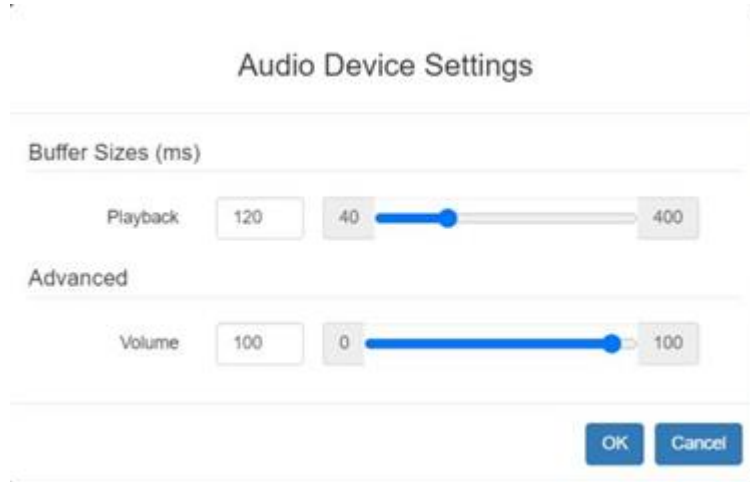 Audio Device Settings
Buffer Sizes (ms)
Playback 120 40 400
Advanced
Volume 100 0 100
OK Cancel